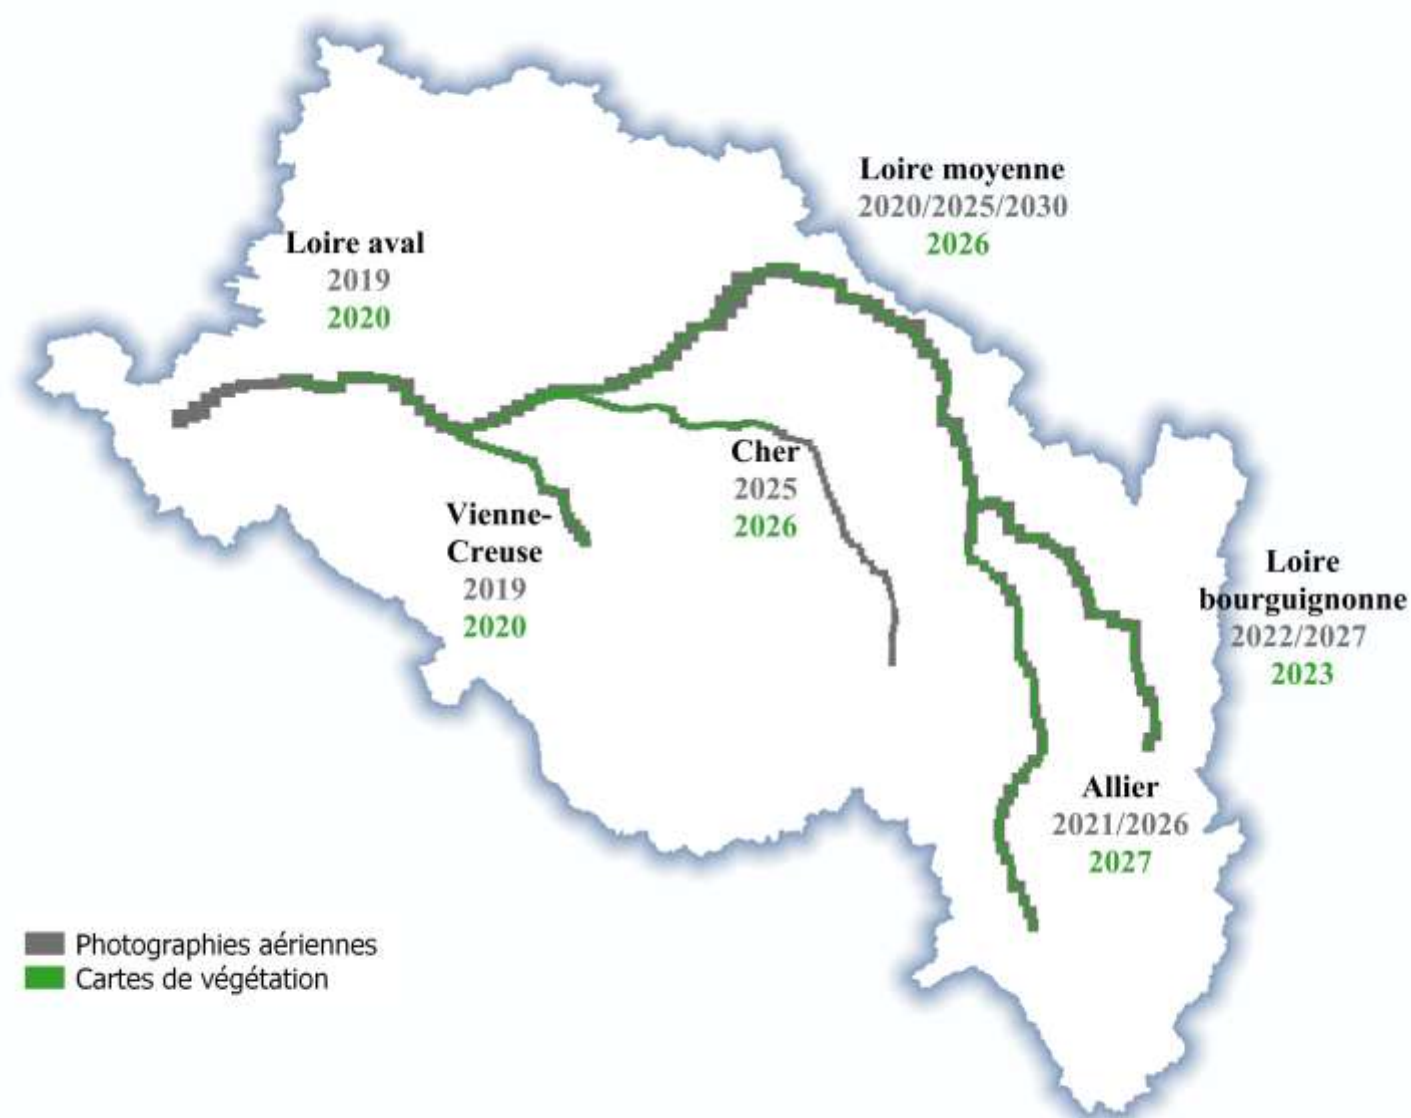 Loire moyenne
2020/2025/2030
2026
Loire aval
2019
2020
Cher
2025
2026
Vienne-
Creuse
2019
2020
Loire
bourguignonne
2022/2027
2023
Allier
2021/2026
2027
Photographies aériennes
Cartes de végétation